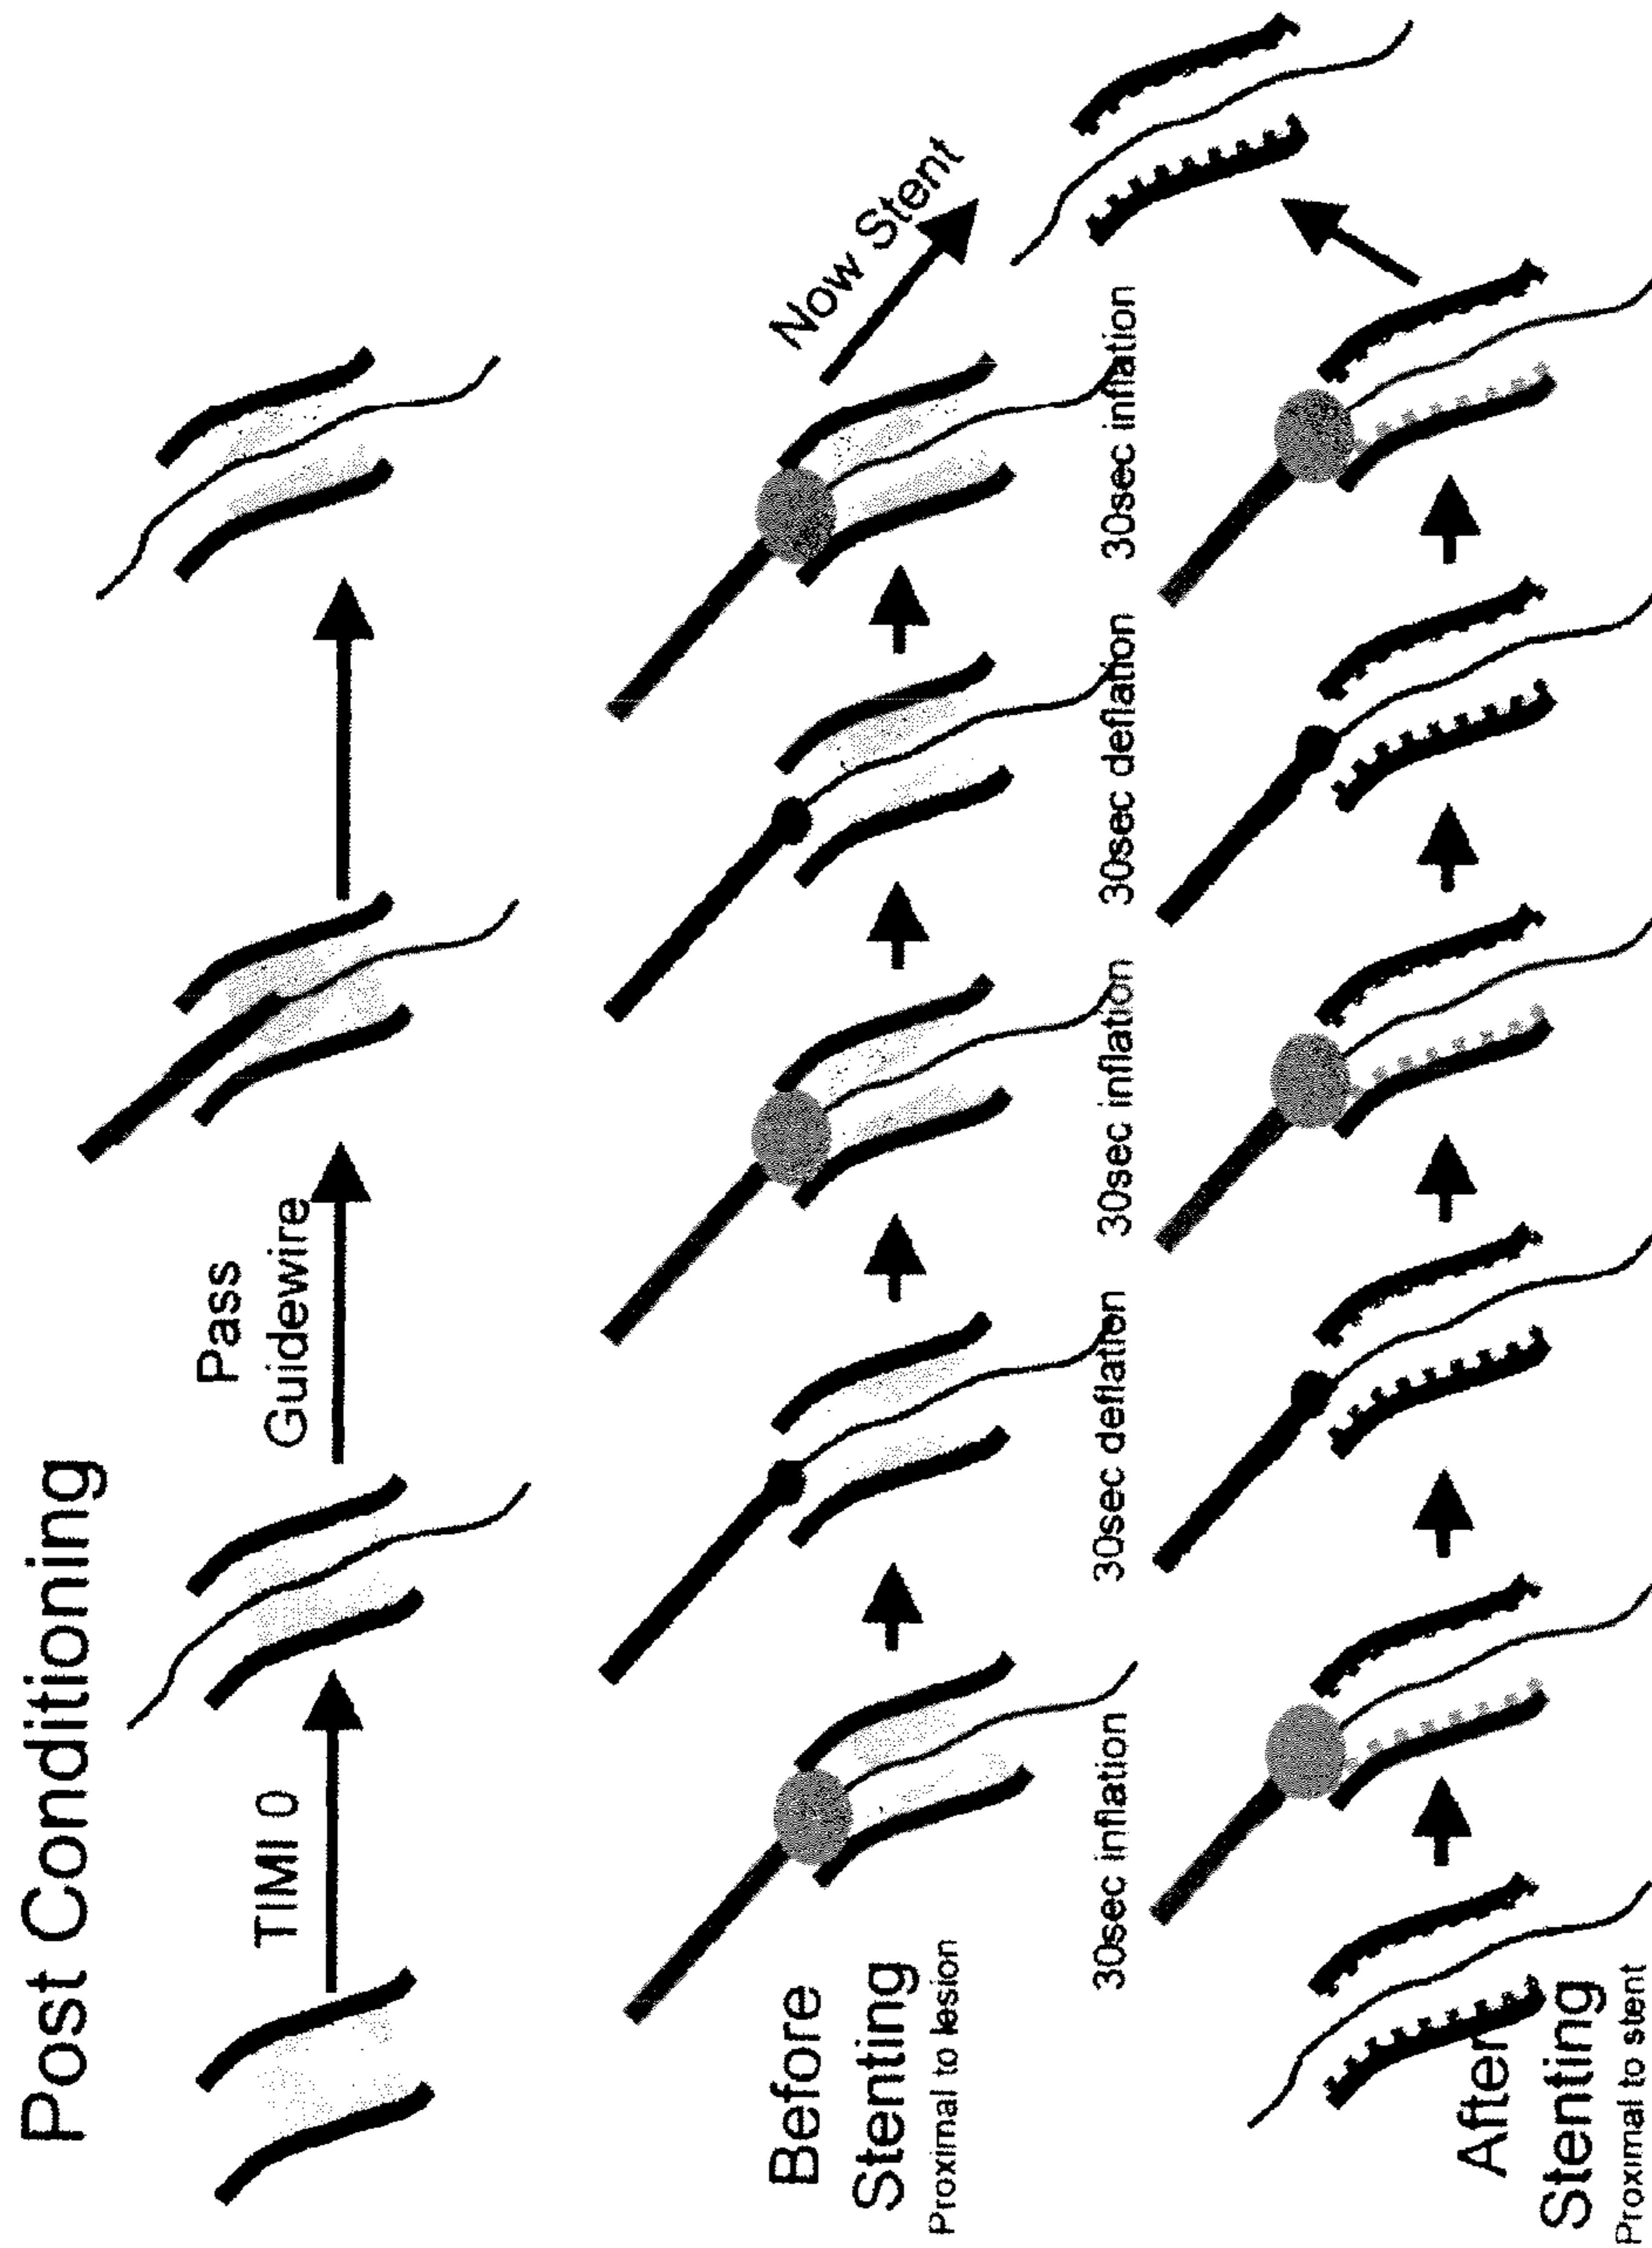 Post Conditioning
TIMI 0
Pass
Guidewire
Now Stent
Before
Stenting
Proximal to lesion
30sec inflation
30sec deflation
30sec inflation
30sec deflation
30sec inflation
After
Stenting
Proximal to stent